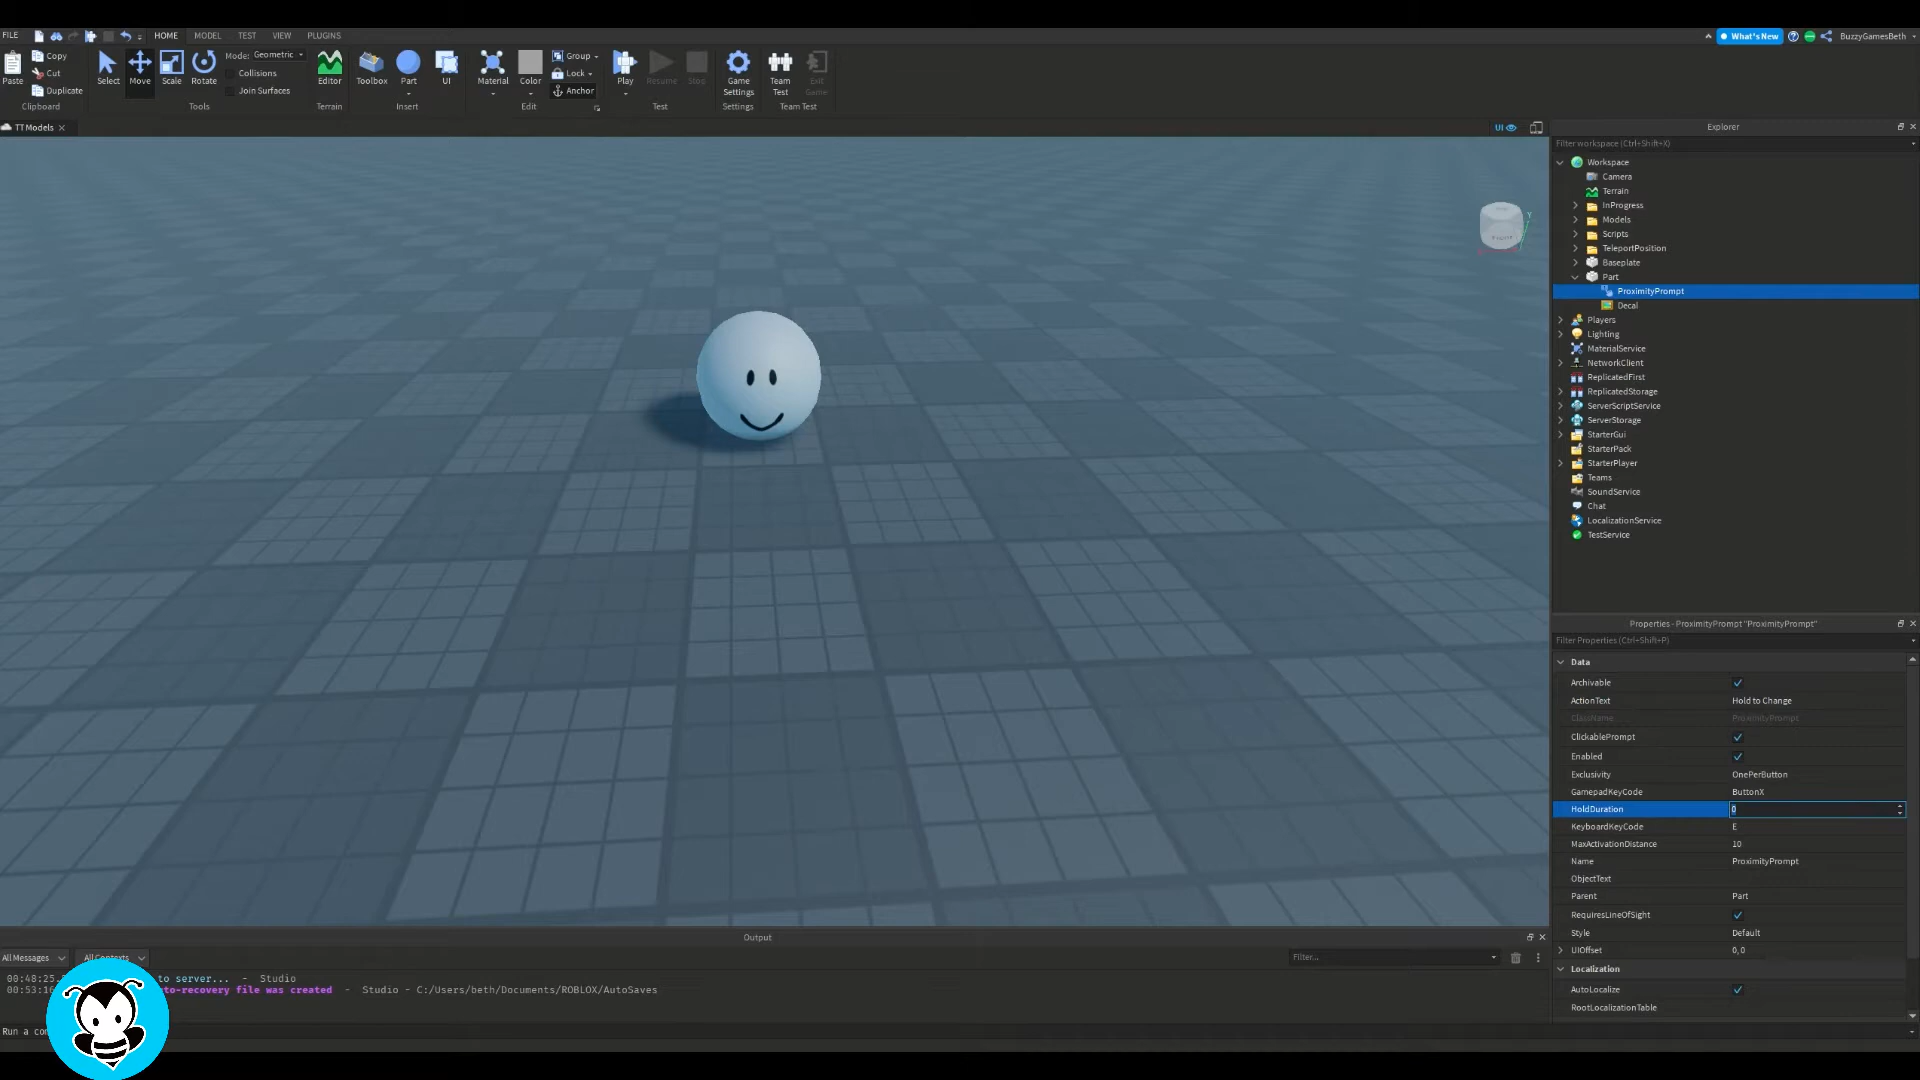 FILE HOME MODEL TEST VIEW PLUGINS What's New BuzzyGamesBeth
Paste Copy Cut Duplicate Clipboard
Select Move Scale Rotate Mode: Geometric Collisions Join Surfaces Tools
Editor Terrain
Toolbox Part UI Insert
Material Color Group Lock Anchor Edit
Play Resume Stop Test
Game Settings Settings
Team Test Exit Game Team Test
TTModels
UI
Explorer
Filter workspace (Ctrl+Shift+X)
Workspace
Camera
Terrain
InProgress
Models
Scripts
TeleportPosition
Baseplate
Part
ProximityPrompt
Decal
Players
Lighting
MaterialService
NetworkClient
ReplicatedFirst
ReplicatedStorage
ServerScriptService
ServerStorage
StarterGui
StarterPack
StarterPlayer
Teams
SoundService
Chat
LocalizationService
TestService
Properties - ProximityPrompt "ProximityPrompt"
Filter Properties (Ctrl+Shift+P)
Data
Archivable
ActionText Hold to Change
ClassName ProximityPrompt
ClickablePrompt
Enabled
Exclusivity OnePerButton
GamepadKeyCode ButtonX
HoldDuration 0
KeyboardKeyCode E
MaxActivationDistance 10
Name ProximityPrompt
ObjectText
Parent Part
RequiresLineOfSight
Style Default
UIOffset 0, 0
Localization
AutoLocalize
RootLocalizationTable
Output
All Messages All Contexts Filter...
00:48:25. to server... - Studio
00:53:16 to-recovery file was created - Studio - C:/Users/beth/Documents/ROBLOX/AutoSaves
Run a co